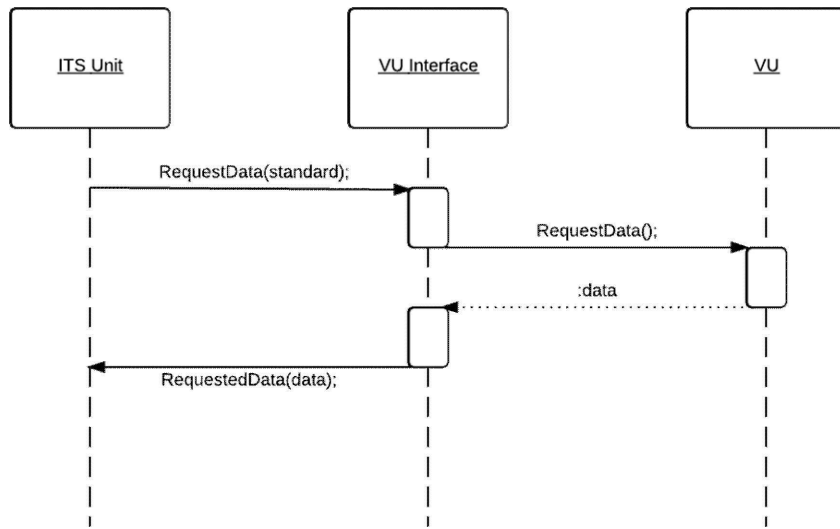 ITS Unit
VU Interface
VU
RequestData(standard);
RequestData();
:data
RequestedData(data);